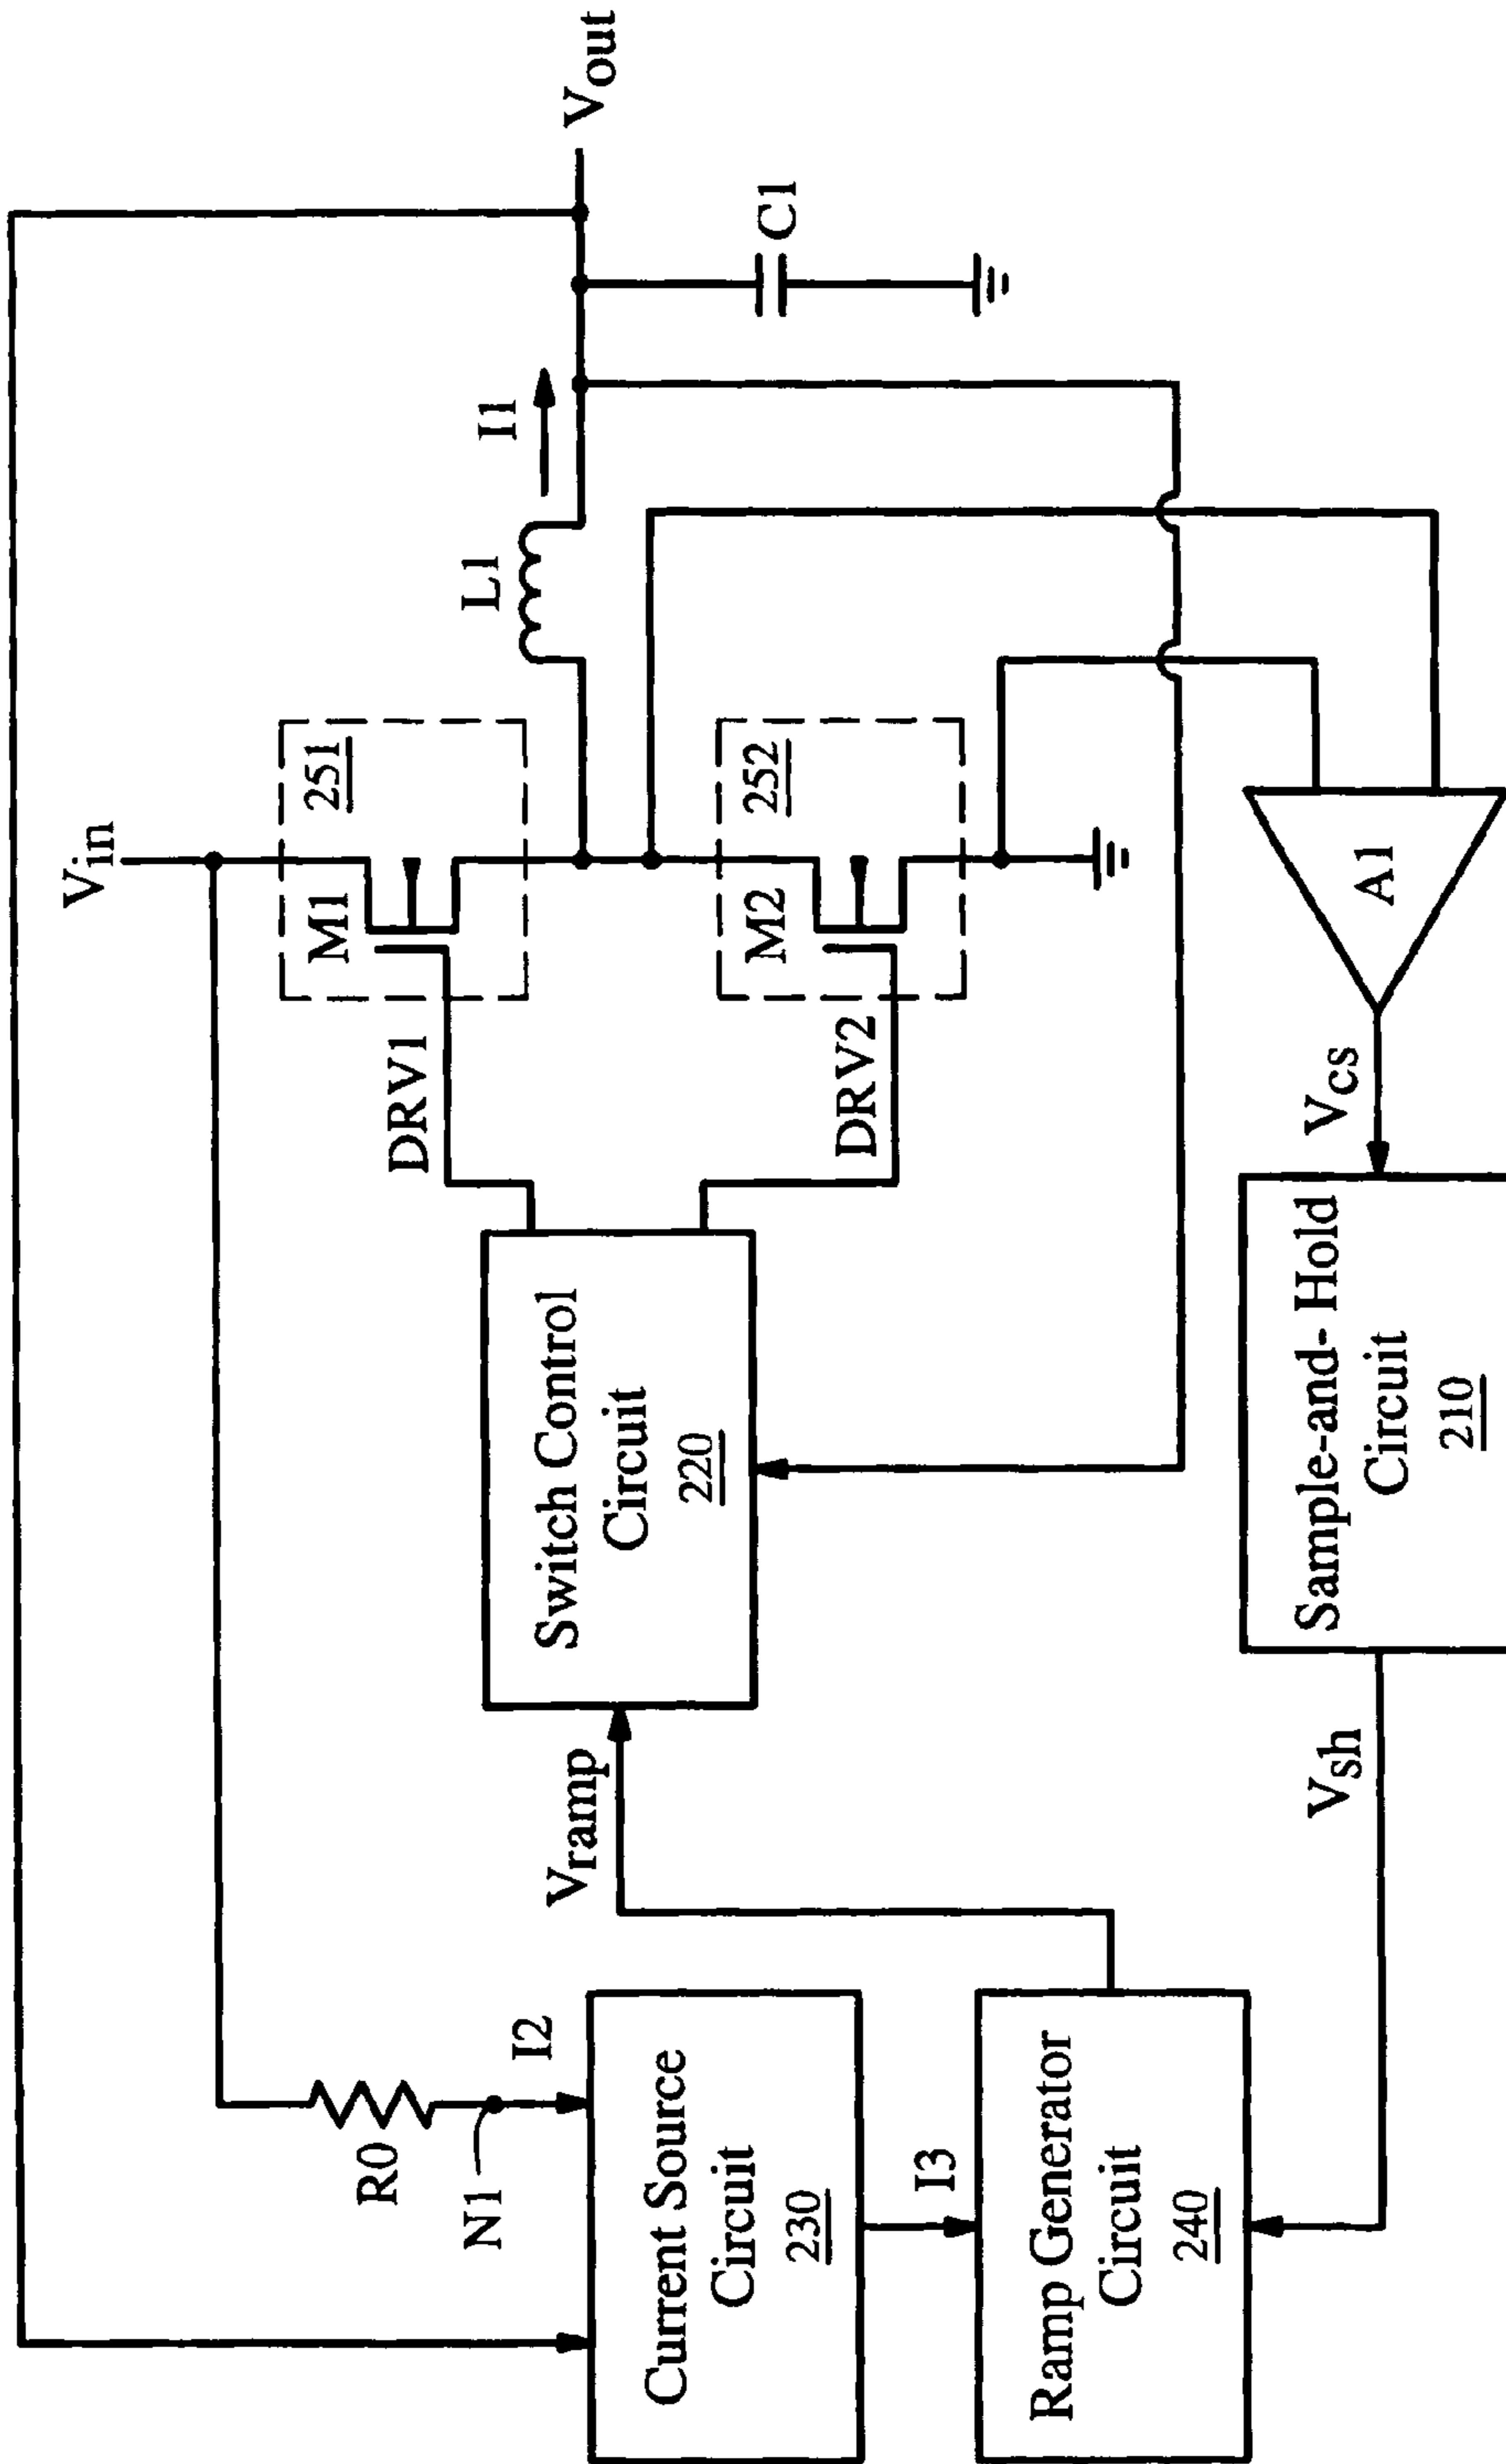 Vin
Vout
251
M1
DRV1
L1
I1
C1
252
M2
DRV2
Switch Control
Circuit
220
Vramp
R0
N1
I2
Current Source
Circuit
230
I3
Ramp Generator
Circuit
240
Vsh
Sample-and- Hold
Circuit
210
Vcs
A1